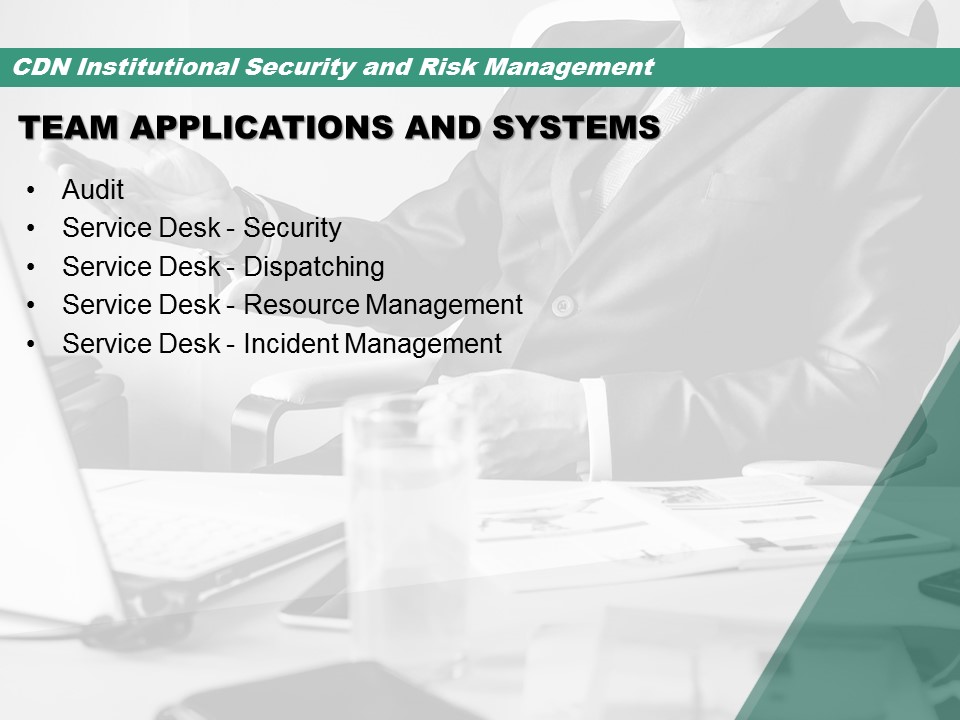 CDN Institutional Security and Risk Management
TEAM APPLICATIONS AND SYSTEMS
• Audit
• Service Desk - Security
• Service Desk - Dispatching
• Service Desk - Resource Management
• Service Desk - Incident Management